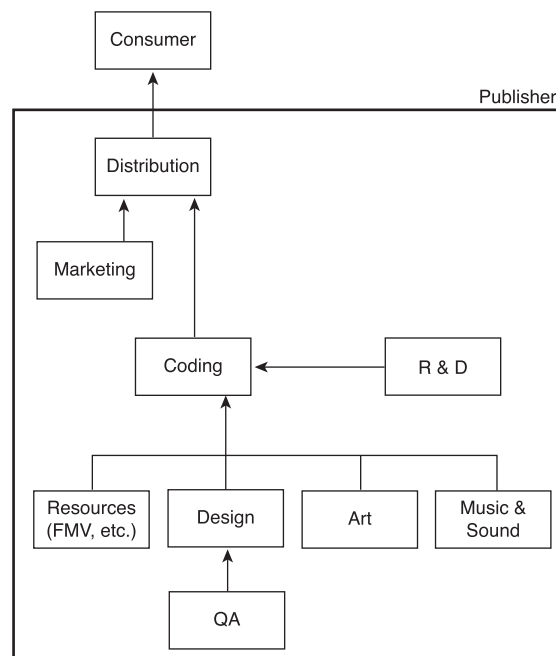 Consumer
Publisher
Distribution
Marketing
Coding
R & D
Resources
(FMV, etc.)
Design
Art
Music &
Sound
QA